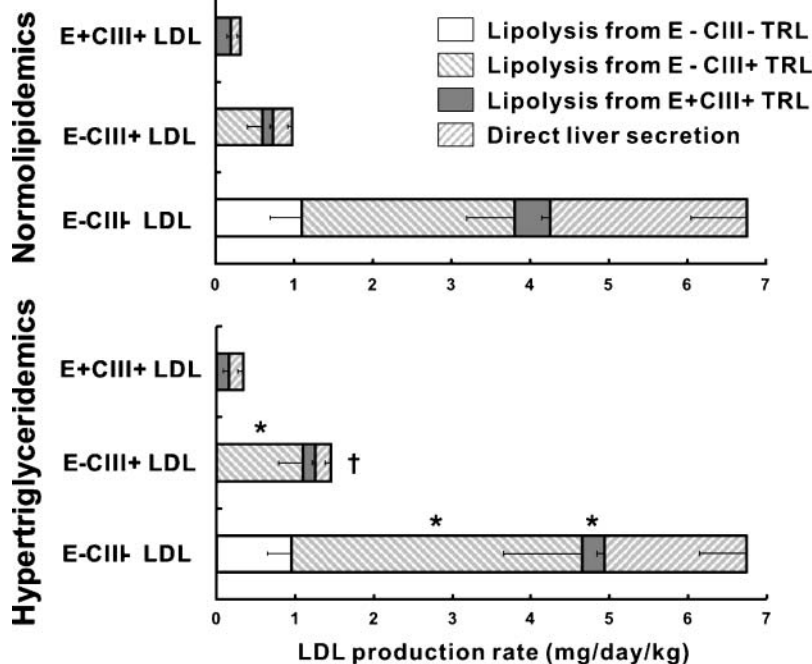 Normolipidemics
E+CIII+ LDL
E-CIII+ LDL
E-CIII- LDL
Lipolysis from E - CIII- TRL
Lipolysis from E - CIII+ TRL
Lipolysis from E+CIII+ TRL
Direct liver secretion
0 1 2 3 4 5 6 7
Hypertriglyceridemics
E+CIII+ LDL
*
E-CIII+ LDL †
* *
E-CIII- LDL
0 1 2 3 4 5 6 7
LDL production rate (mg/day/kg)